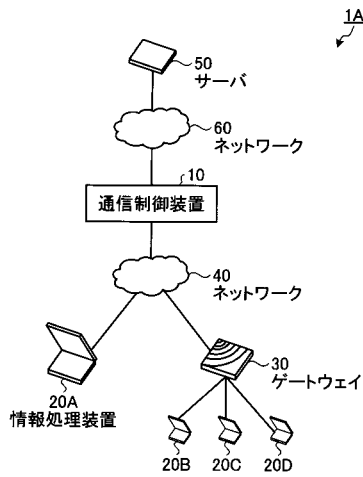 1A
50
サーバ
60
ネットワーク
10
通信制御装置
40
ネットワーク
20A
情報処理装置
30
ゲートウェイ
20B 20C 20D